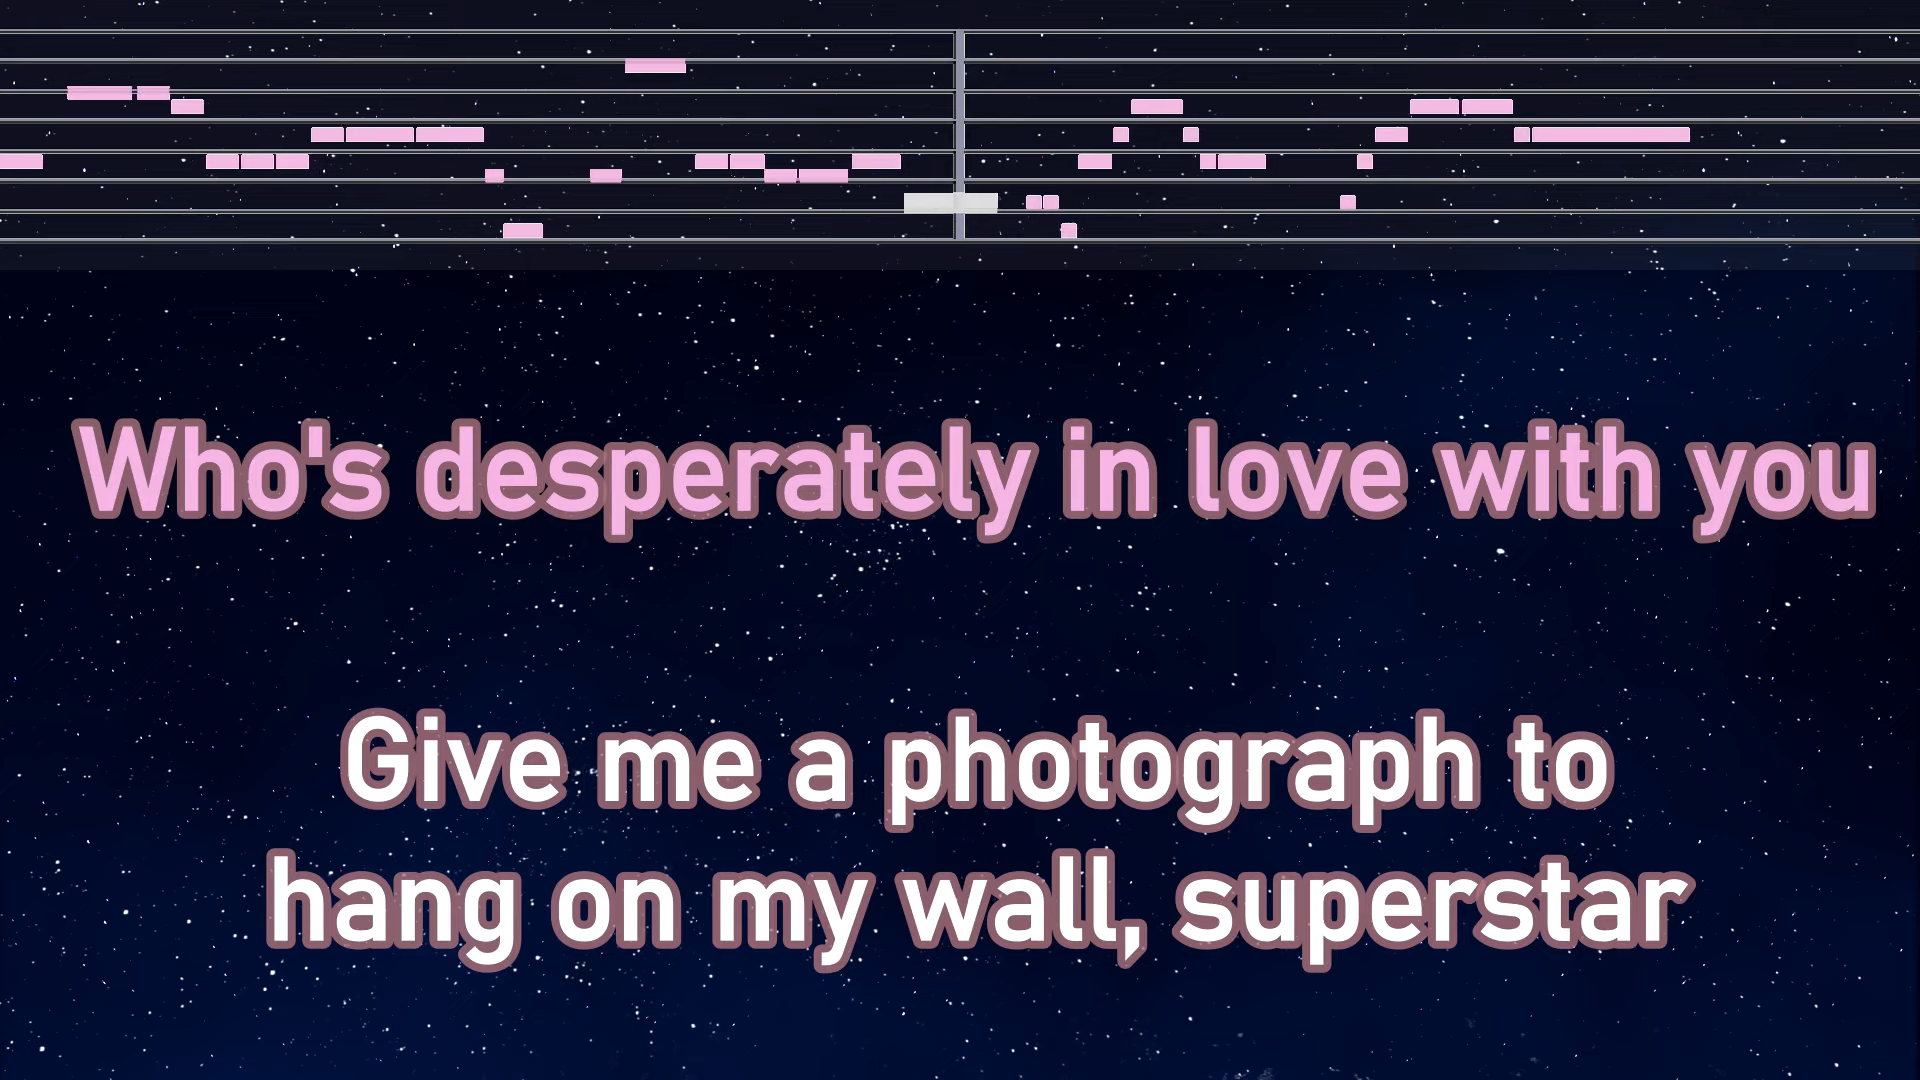 Who's desperately in love with you
Give me a photograph to
hang on my wall, superstar